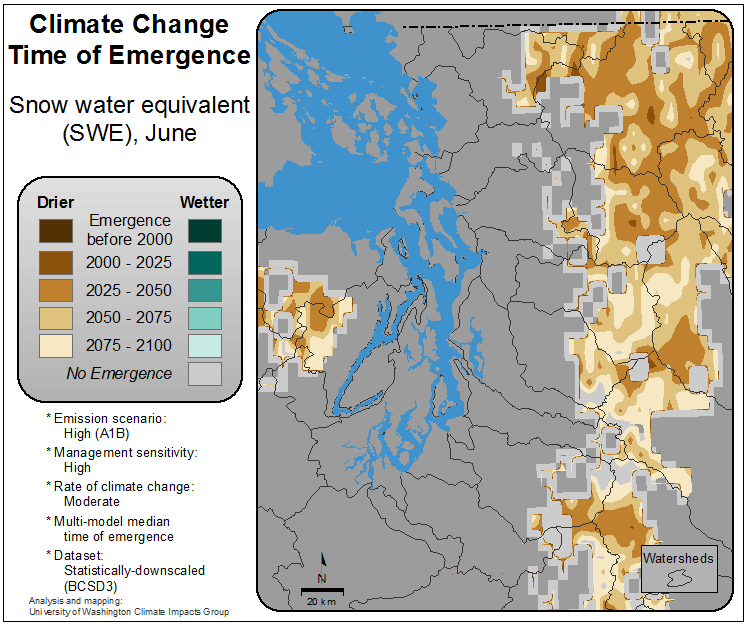 Climate Change
Time of Emergence
Snow water equivalent
(SWE), June
Drier
Wetter
Emergence
before 2000
2000 - 2025
2025 - 2050
2050 - 2075
2075 - 2100
No Emergence
* Emission scenario:
High (A1B)
* Management sensitivity:
High
* Rate of climate change:
Moderate
* Multi-model median
time of emergence
* Dataset:
Statistically-downscaled
(BCSD3)
Analysis and mapping:
University of Washington Climate Impacts Group
N
20 km
Watersheds